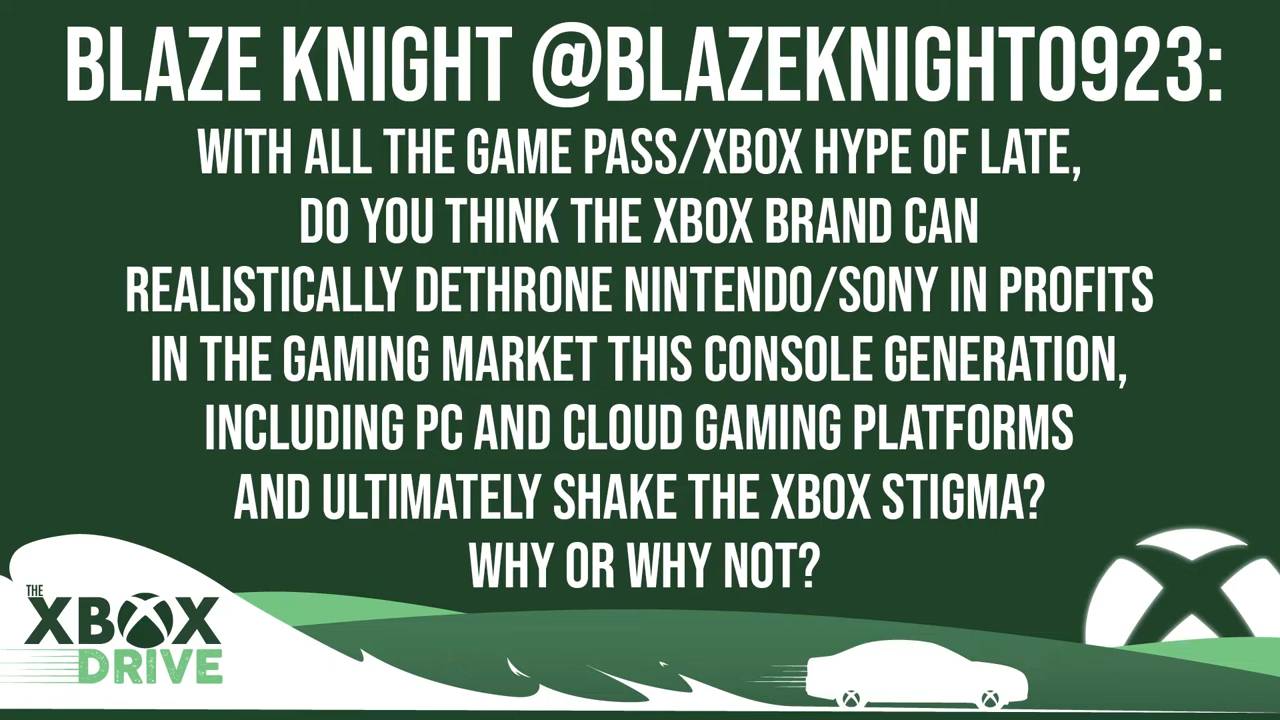 BLAZE KNIGHT @BLAZEKNIGHT0923:
WITH ALL THE GAME PASS/XBOX HYPE OF LATE,
DO YOU THINK THE XBOX BRAND CAN
REALISTICALLY DETHRONE NINTENDO/SONY IN PROFITS
IN THE GAMING MARKET THIS CONSOLE GENERATION,
INCLUDING PC AND CLOUD GAMING PLATFORMS
AND ULTIMATELY SHAKE THE XBOX STIGMA?
WHY OR WHY NOT?
THE
XBOX
DRIVE